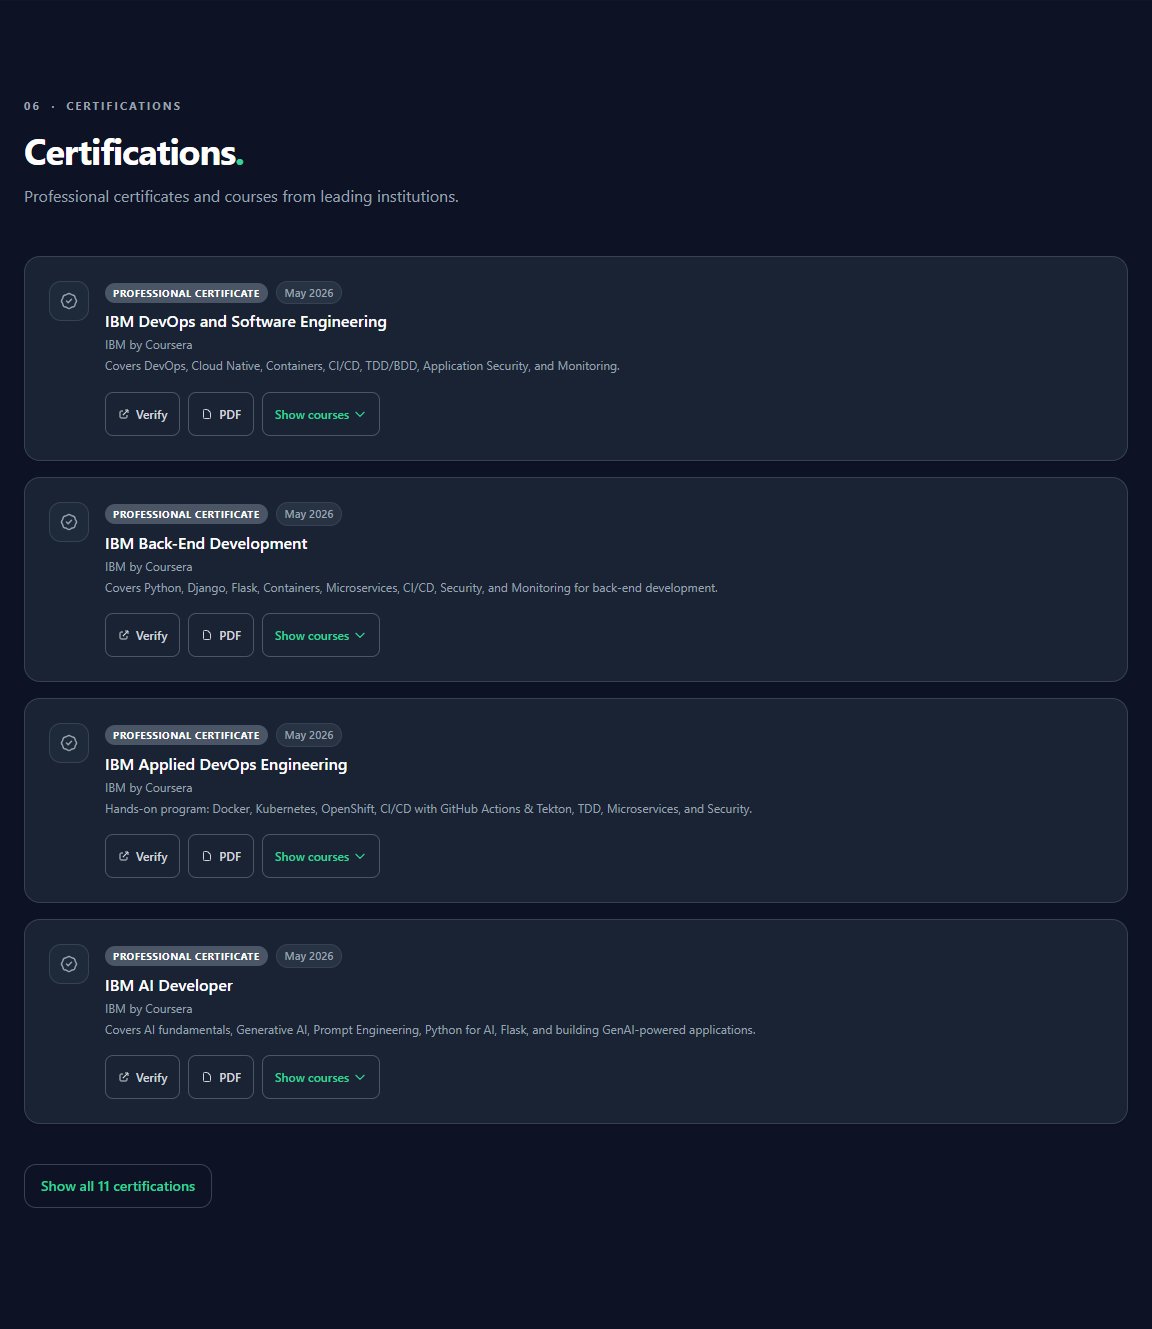 06 · CERTIFICATIONS
Certifications.
Professional certificates and courses from leading institutions.
PROFESSIONAL CERTIFICATE May 2026
IBM DevOps and Software Engineering
IBM by Coursera
Covers DevOps, Cloud Native, Containers, CI/CD, TDD/BDD, Application Security, and Monitoring.
Verify PDF Show courses
PROFESSIONAL CERTIFICATE May 2026
IBM Back-End Development
IBM by Coursera
Covers Python, Django, Flask, Containers, Microservices, CI/CD, Security, and Monitoring for back-end development.
Verify PDF Show courses
PROFESSIONAL CERTIFICATE May 2026
IBM Applied DevOps Engineering
IBM by Coursera
Hands-on program: Docker, Kubernetes, OpenShift, CI/CD with GitHub Actions & Tekton, TDD, Microservices, and Security.
Verify PDF Show courses
PROFESSIONAL CERTIFICATE May 2026
IBM AI Developer
IBM by Coursera
Covers AI fundamentals, Generative AI, Prompt Engineering, Python for AI, Flask, and building GenAI-powered applications.
Verify PDF Show courses
Show all 11 certifications